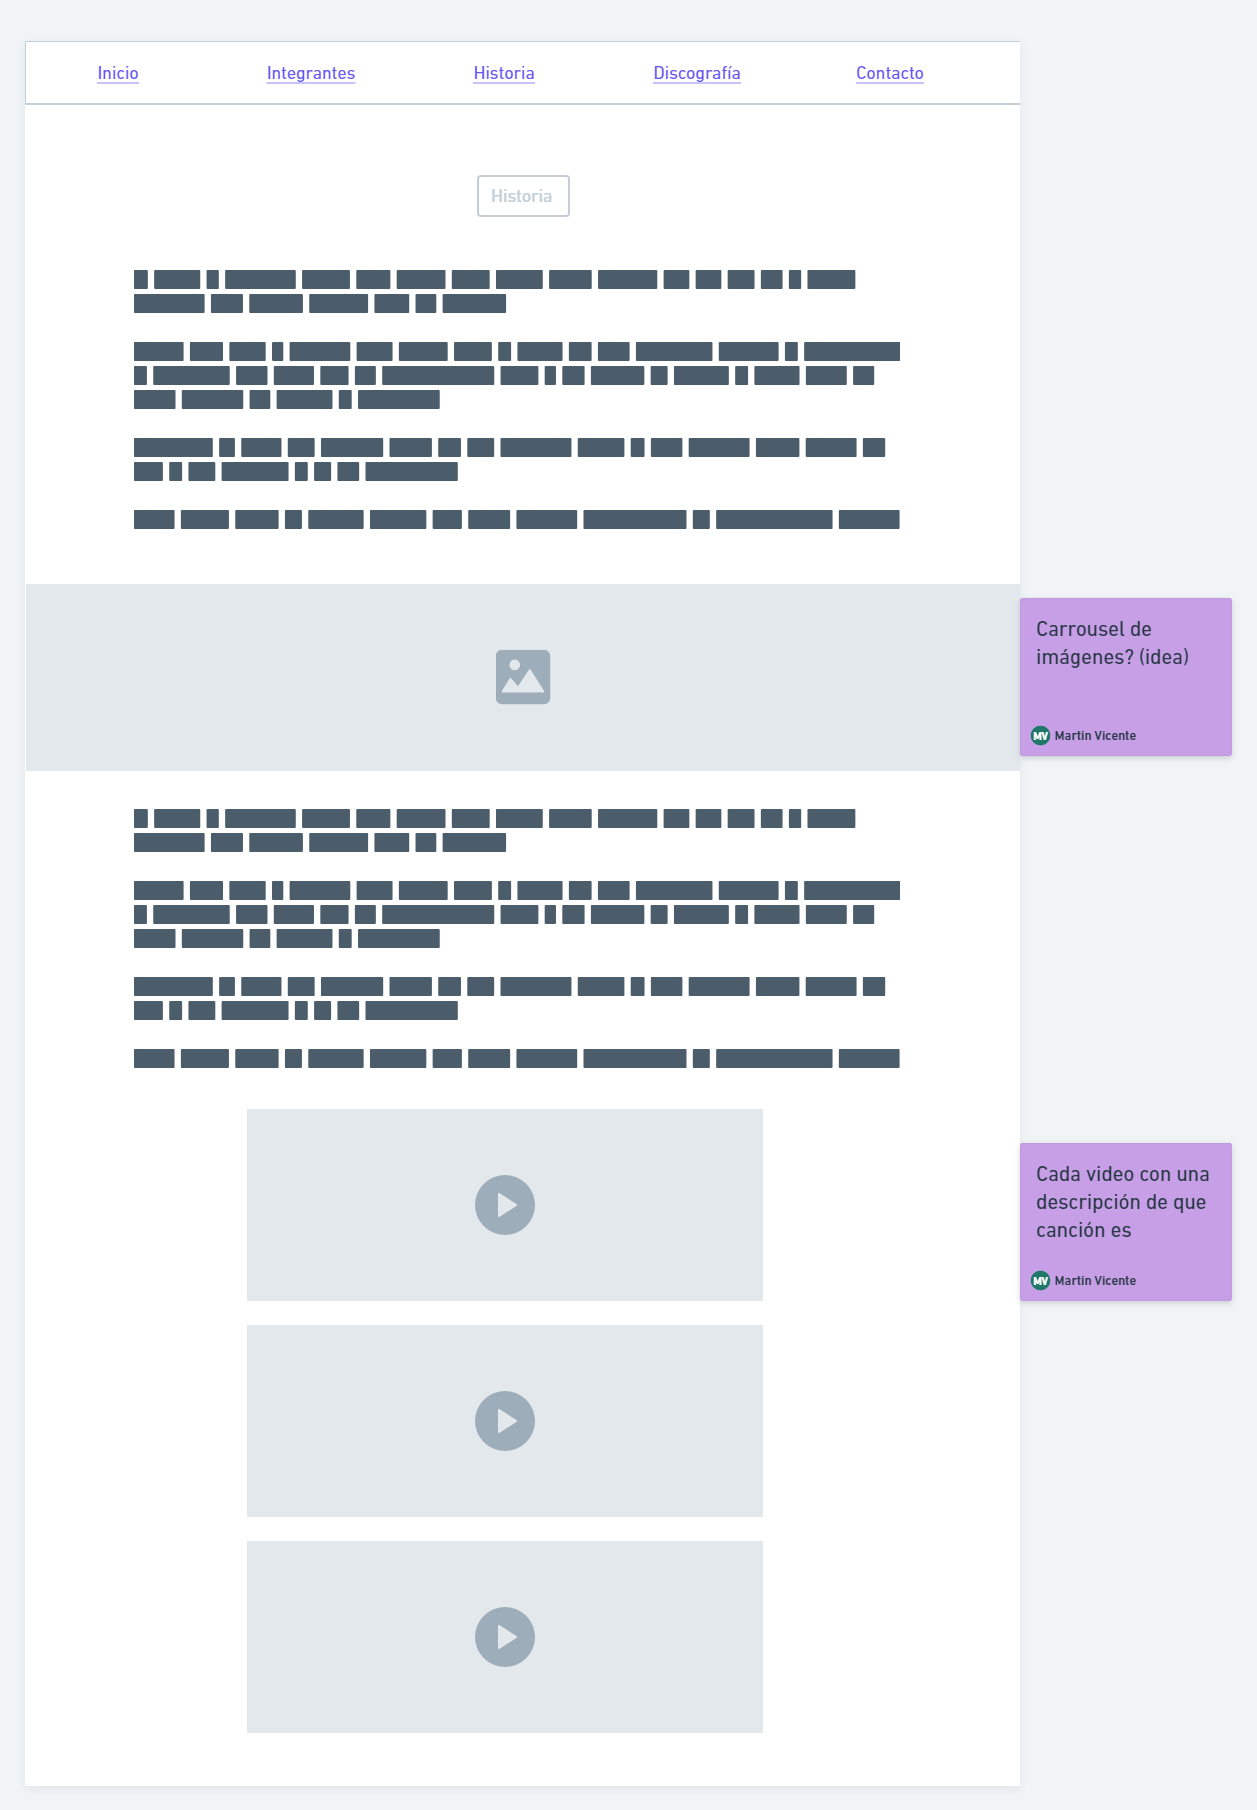 Inicio Integrantes Historia Discografía Contacto
Historia
Carrousel de
imágenes? (idea)
MV Martin Vicente
Cada video con una
descripción de que
canción es
MV Martin Vicente